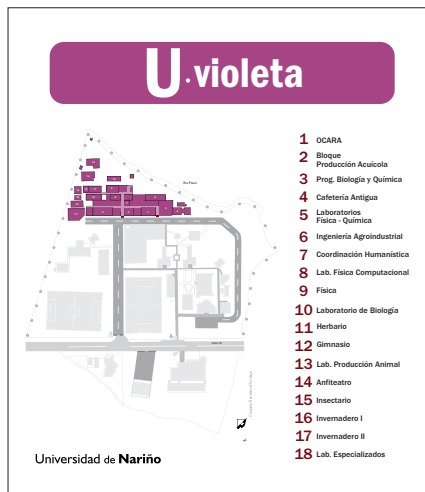 U.violeta
1 OCARA
2 Bloque
Producción Acuícola
3 Prog. Biología y Química
4 Cafetería Antigua
5 Laboratorios
Física - Química
6 Ingeniería Agroindustrial
7 Coordinación Humanística
8 Lab. Física Computacional
9 Física
10 Laboratorio de Biología
11 Herbario
12 Gimnasio
13 Lab. Producción Animal
14 Anfiteatro
15 Insectario
16 Invernadero I
17 Invernadero II
18 Lab. Especializados
Universidad de Nariño